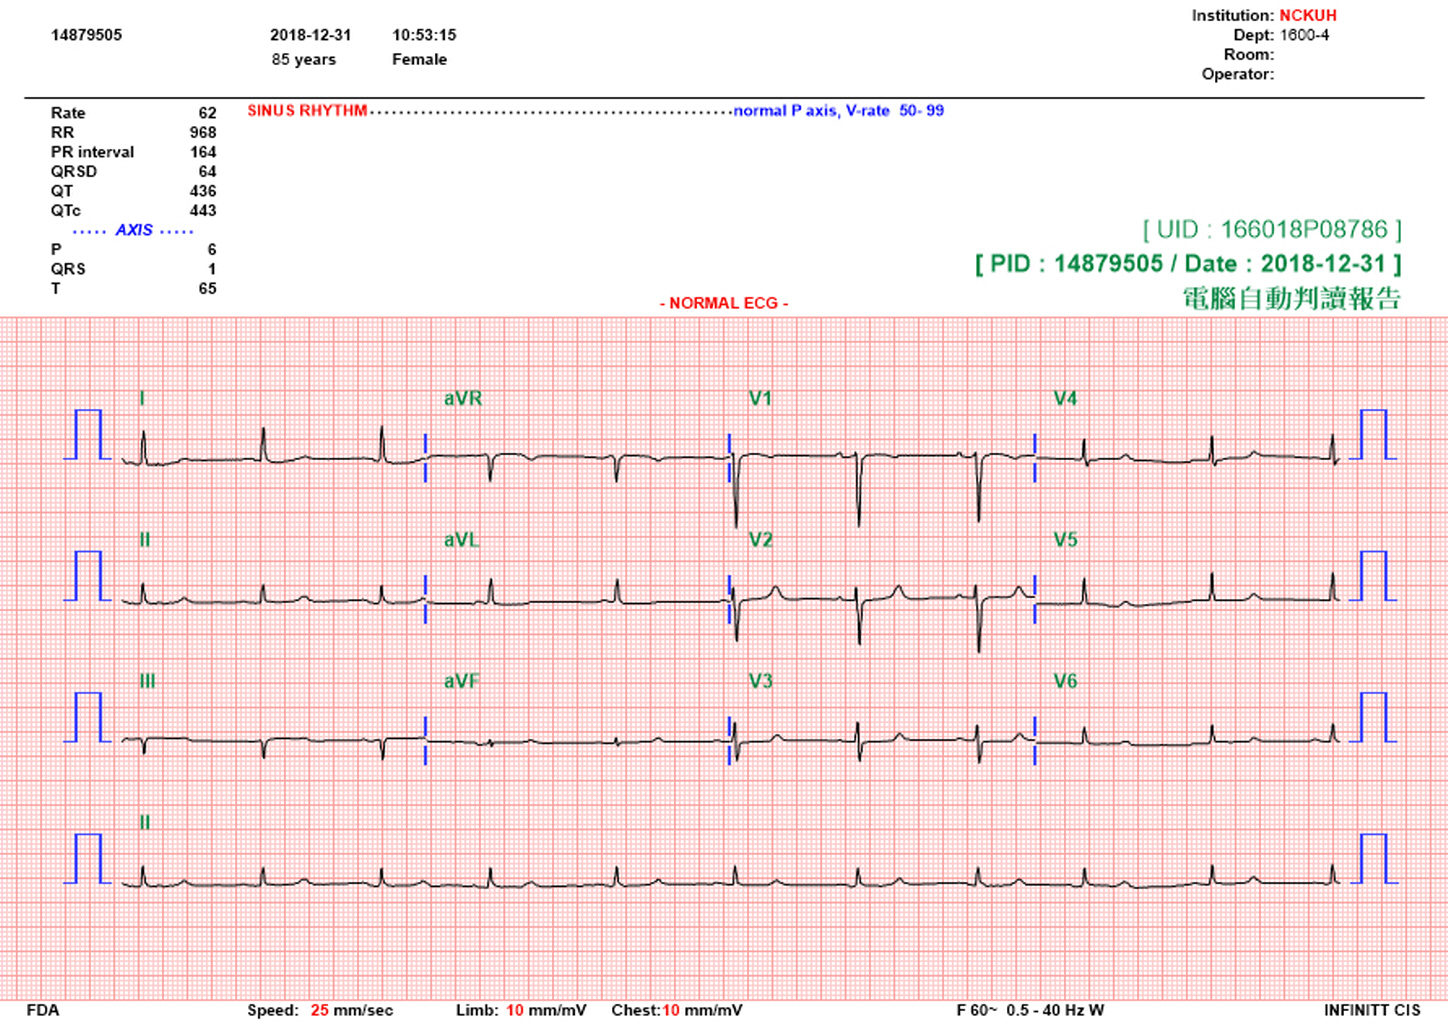 Institution: NCKUH
14879505 2018-12-31 10:53:15 Dept: 1600-4
Room:
85 years Female
Operator:
Rate 62 SINUS RHYTHM normal P axis, V-rate 50- 99
RR 968
PR interval 164
QRSD 64
QT 436
QTc 443
AXIS
P 6
QRS 1
T 65
[ UID : 166018P08786 ]
[ PID : 14879505 / Date : 2018-12-31 ]
電腦自動判讀報告
- NORMAL ECG -
I aVR V1 V4
II aVL V2 V5
III aVF V3 V6
II
FDA Speed: 25 mm/sec Limb: 10 mm/mV Chest:10 mm/mV F 60~ 0.5 - 40 Hz W INFINITT CIS